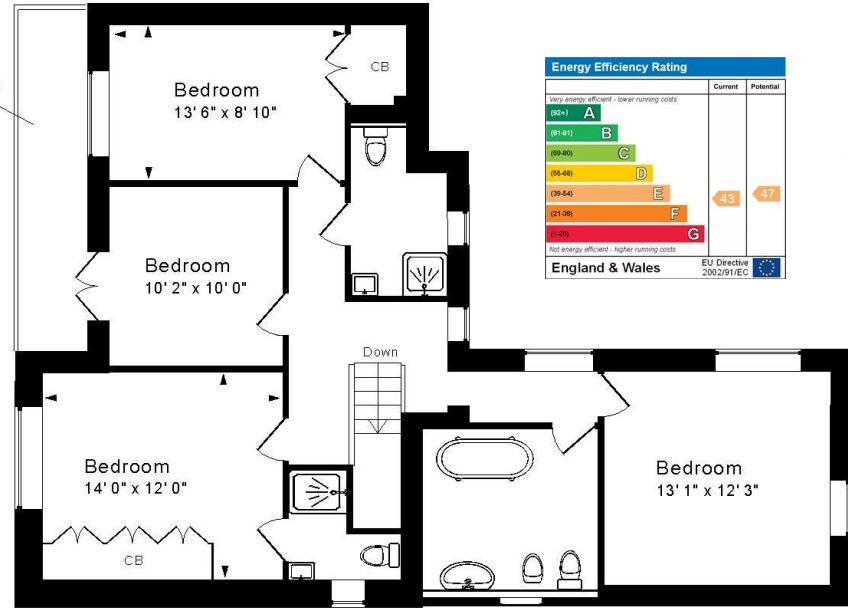 Bedroom
13' 6" x 8' 10"
CB
Bedroom
10' 2" x 10' 0"
Down
Bedroom
14' 0" x 12' 0"
CB
Bedroom
13' 1" x 12' 3"
Energy Efficiency Rating
Current Potential
Very energy efficient - lower running costs
(92+) A
(81-91) B
(69-80) C
(55-68) D
(39-54) E
43 47
(21-38) F
(1-20) G
Not energy efficient - higher running costs
England & Wales
EU Directive
2002/91/EC